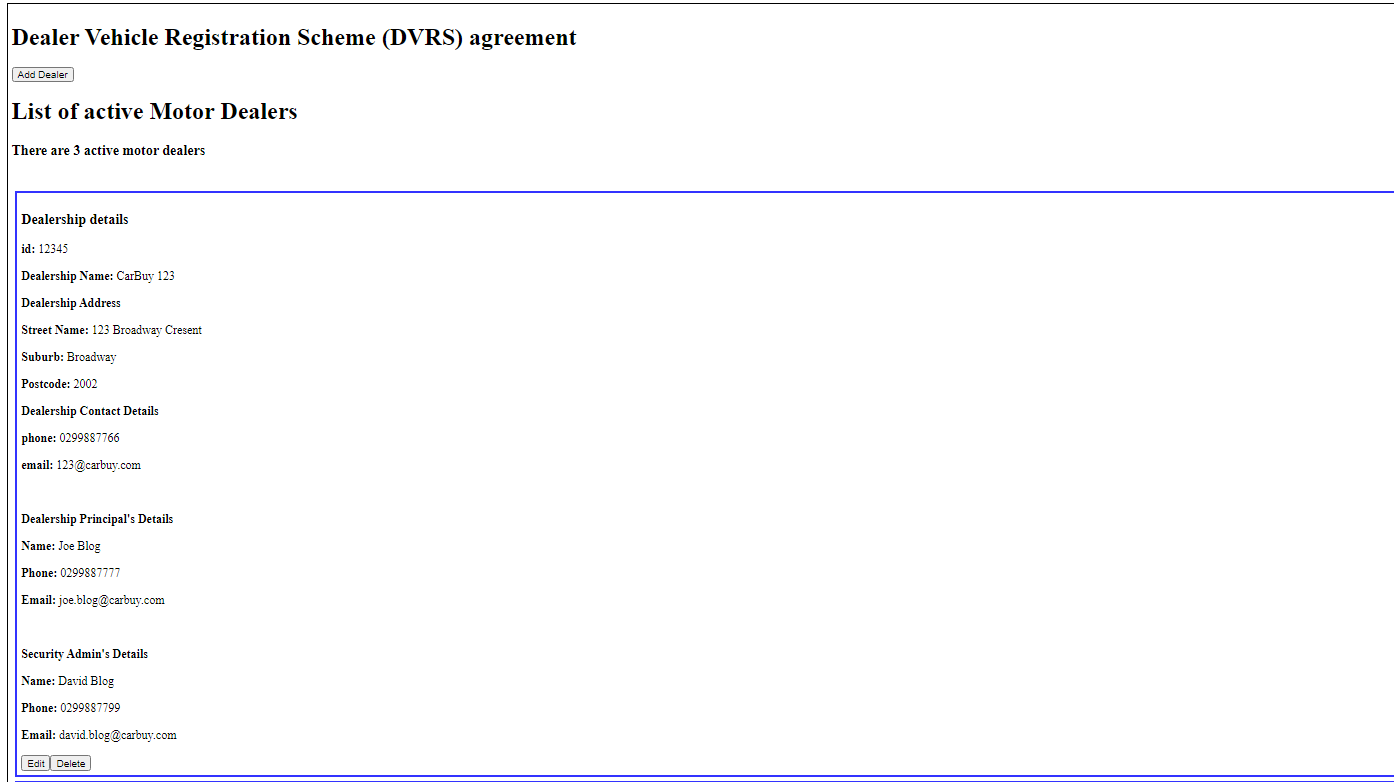 Dealer Vehicle Registration Scheme (DVRS) agreement
Add Dealer
List of active Motor Dealers
There are 3 active motor dealers
Dealership details
id: 12345
Dealership Name: CarBuy 123
Dealership Address
Street Name: 123 Broadway Cresent
Suburb: Broadway
Postcode: 2002
Dealership Contact Details
phone: 0299887766
email: 123@carbuy.com
Dealership Principal's Details
Name: Joe Blog
Phone: 0299887777
Email: joe.blog@carbuy.com
Security Admin's Details
Name: David Blog
Phone: 0299887799
Email: david.blog@carbuy.com
Edit Delete